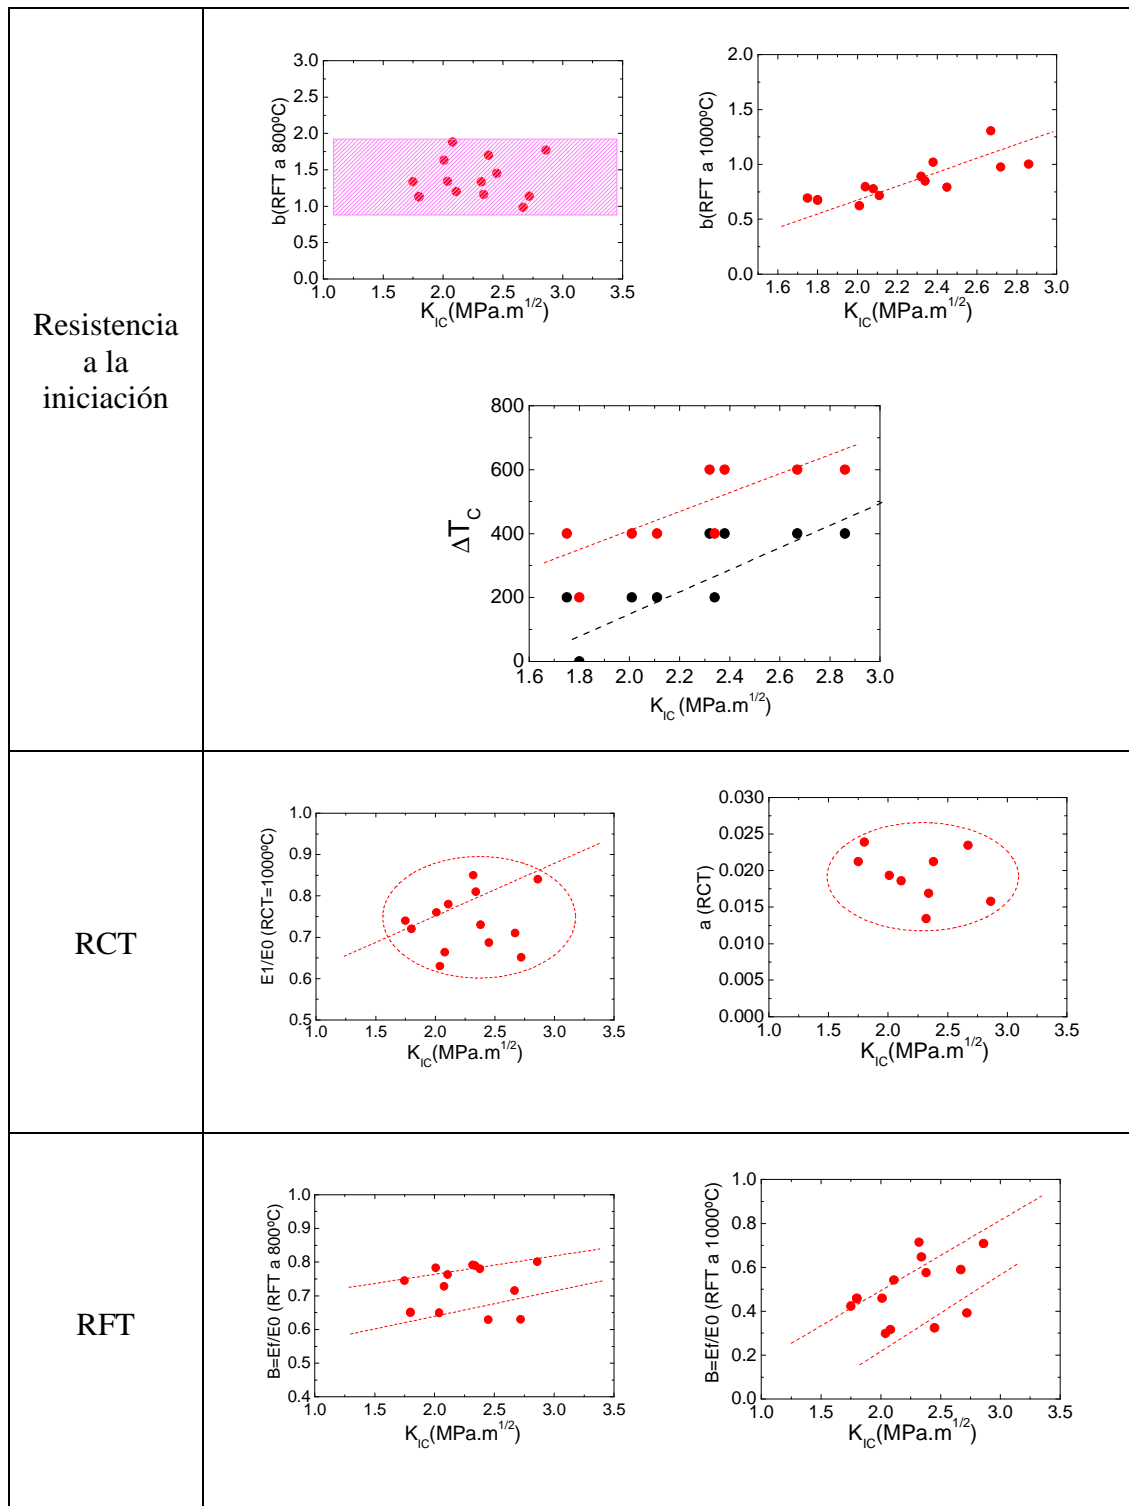 Resistencia
a la
iniciación
3.0
2.5
2.0
1.5
1.0
0.5
0.0
b(RFT a 800ºC)
1.0 1.5 2.0 2.5 3.0 3.5
K_IC(MPa.m^1/2)
2.0
1.5
1.0
0.5
0.0
b(RFT a 1000ºC)
1.6 1.8 2.0 2.2 2.4 2.6 2.8 3.0
K_IC(MPa.m^1/2)
800
600
400
200
0
ΔT_C
1.6 1.8 2.0 2.2 2.4 2.6 2.8 3.0
K_IC (MPa.m^1/2)
RCT
1.0
0.9
0.8
0.7
0.6
0.5
E1/E0 (RCT=1000ºC)
1.0 1.5 2.0 2.5 3.0 3.5
K_IC(MPa.m^1/2)
0.030
0.025
0.020
0.015
0.010
0.005
0.000
a (RCT)
1.0 1.5 2.0 2.5 3.0 3.5
K_IC(MPa.m^1/2)
RFT
1.0
0.9
0.8
0.7
0.6
0.5
0.4
B=Ef/E0 (RFT a 800ºC)
1.0 1.5 2.0 2.5 3.0 3.5
K_IC(MPa.m^1/2)
1.0
0.8
0.6
0.4
0.2
0.0
B=Ef/E0 (RFT a 1000ºC)
1.0 1.5 2.0 2.5 3.0 3.5
K_IC(MPa.m^1/2)